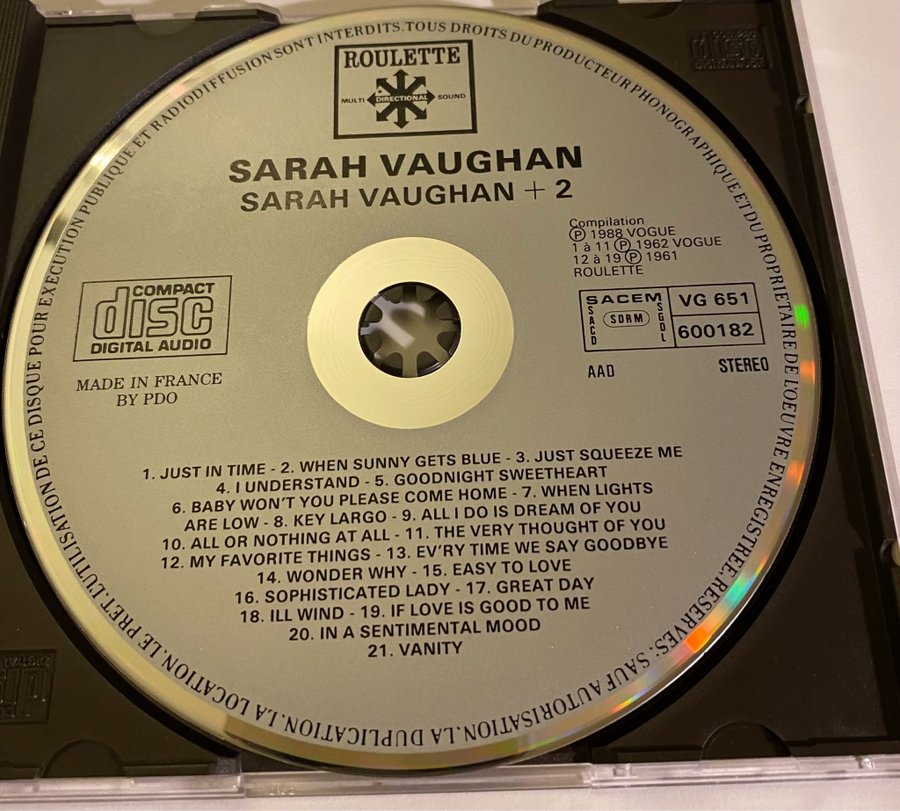 TOUS DROITS DU PRODUCTEUR PHONOGRAPHIQUE ET DU PROPRIETAIRE DE L'OEUVRE ENREGISTREE. RESERVES; SAUF AUTORISATION. LA DUPLICATION. LA LOCATION. LE PRET. L'UTILISATION DE CE DISQUE POUR EXECUTION PUBLIQUE ET RADIODIFFUSION SONT INTERDITS.
ROULETTE
MULTI DIRECTIONAL SOUND
SARAH VAUGHAN
SARAH VAUGHAN + 2
Compilation
Ⓟ 1988 VOGUE
1 à 11 Ⓟ 1962 VOGUE
12 à 19 Ⓟ 1961
ROULETTE
COMPACT
disc
DIGITAL AUDIO
MADE IN FRANCE
BY PDO
SACEM
SACD
SDRM
SGDL
VG 651
600182
AAD STEREO
1. JUST IN TIME - 2. WHEN SUNNY GETS BLUE - 3. JUST SQUEEZE ME
4. I UNDERSTAND - 5. GOODNIGHT SWEETHEART
6. BABY WON'T YOU PLEASE COME HOME - 7. WHEN LIGHTS
ARE LOW - 8. KEY LARGO - 9. ALL I DO IS DREAM OF YOU
10. ALL OR NOTHING AT ALL - 11. THE VERY THOUGHT OF YOU
12. MY FAVORITE THINGS - 13. EV'RY TIME WE SAY GOODBYE
14. WONDER WHY - 15. EASY TO LOVE
16. SOPHISTICATED LADY - 17. GREAT DAY
18. ILL WIND - 19. IF LOVE IS GOOD TO ME
20. IN A SENTIMENTAL MOOD
21. VANITY